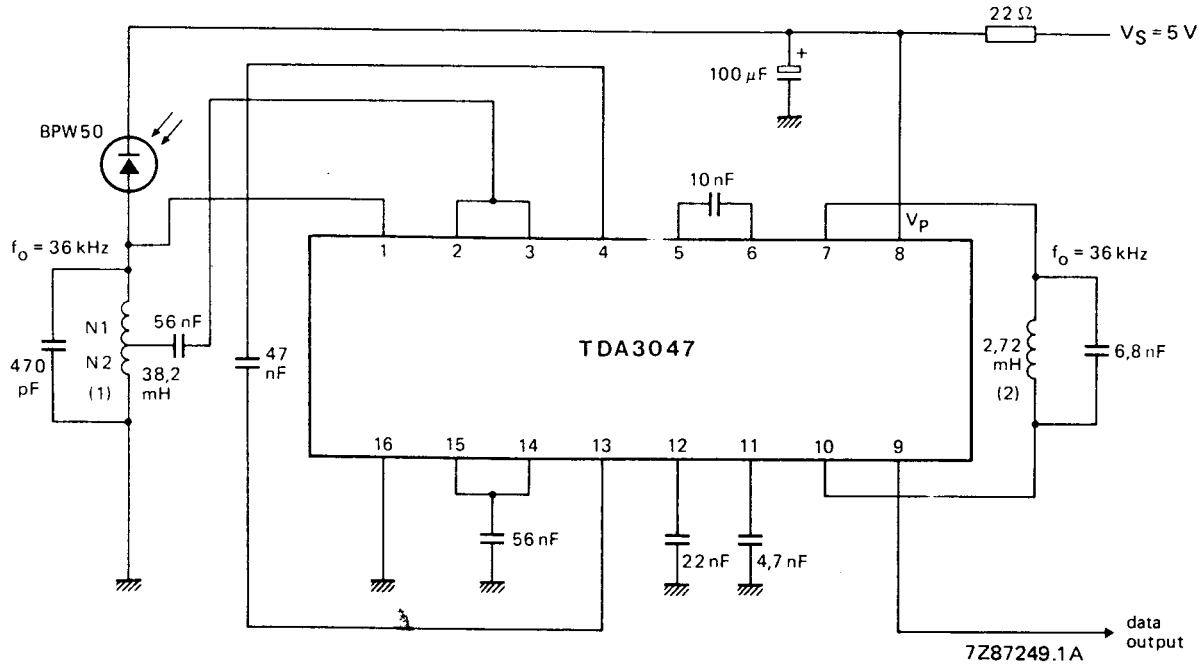 22 Ω
V_S = 5 V
+
100 µF
BPW50
10 nF
V_P
1
2
3
4
5
6
7
8
f_o = 36 kHz
f_o = 36 kHz
N1
56 nF
N2
470
pF
(1)
38,2
mH
47
nF
TDA3047
2,72
mH
(2)
6,8 nF
16
15
14
13
12
11
10
9
56 nF
22 nF
4,7 nF
data
output
7Z87249.1A